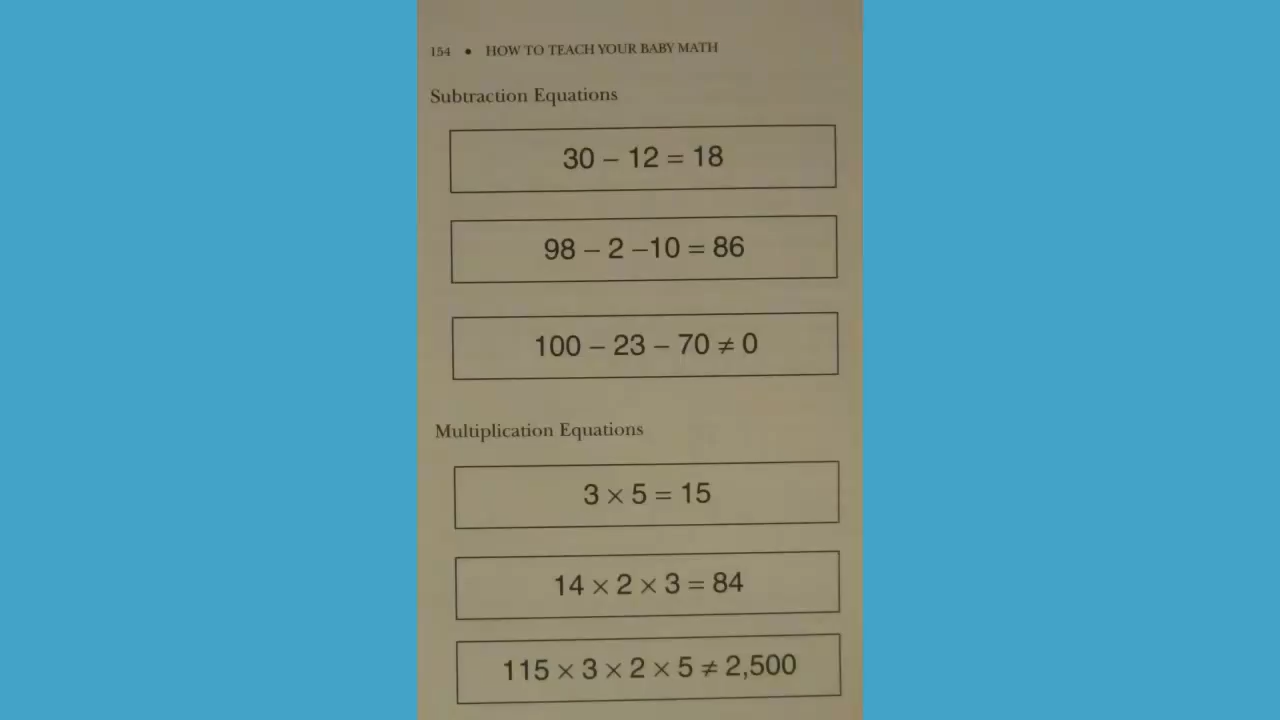 154 • HOW TO TEACH YOUR BABY MATH
Subtraction Equations
30 – 12 = 18
98 – 2 –10 = 86
100 – 23 – 70 ≠ 0
Multiplication Equations
3 × 5 = 15
14 × 2 × 3 = 84
115 × 3 × 2 × 5 ≠ 2,500